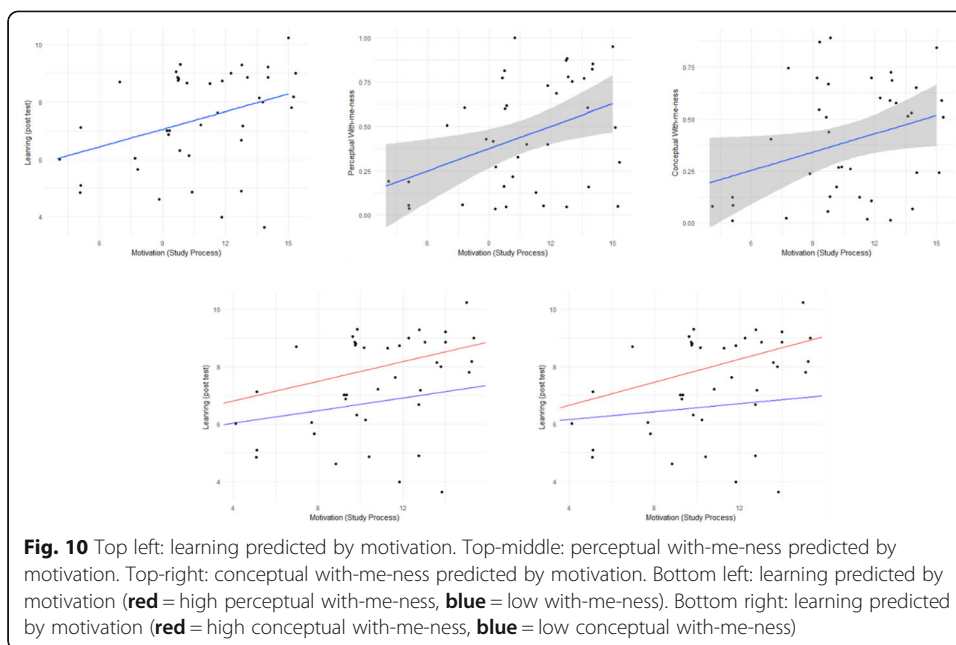 10
8
6
4
Learning (post test)
6
9
12
15
Motivation (Study Process)
1.00
0.75
0.50
0.25
0.00
Perceptual With-me-ness
6
9
12
15
Motivation (Study Process)
0.75
0.50
0.25
0.00
Conceptual With-me-ness
6
9
12
15
Motivation (Study Process)
10
8
6
4
Learning (post test)
4
8
12
Motivation (Study Process)
10
8
6
4
Learning (post test)
4
8
12
Motivation (Study Process)
Fig. 10 Top left: learning predicted by motivation. Top-middle: perceptual with-me-ness predicted by
motivation. Top-right: conceptual with-me-ness predicted by motivation. Bottom left: learning predicted by
motivation (red = high perceptual with-me-ness, blue = low with-me-ness). Bottom right: learning predicted
by motivation (red = high conceptual with-me-ness, blue = low conceptual with-me-ness)